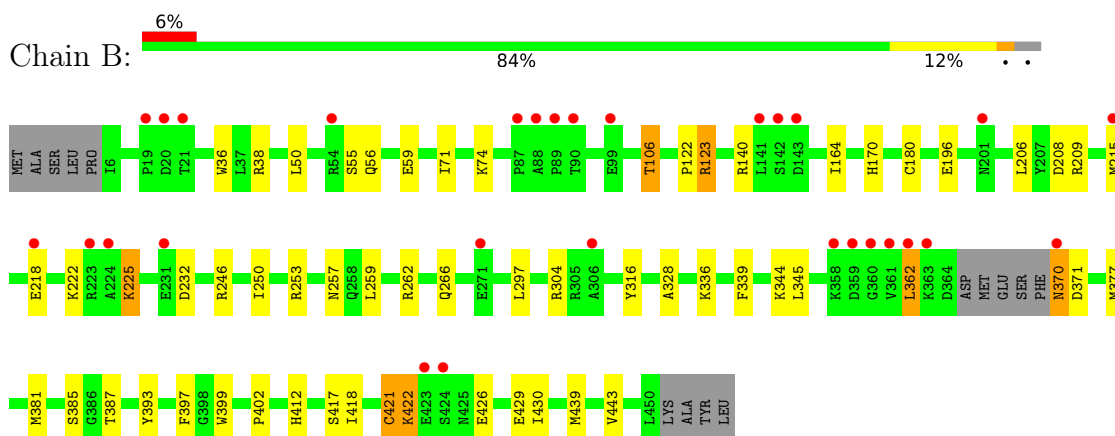 6%
Chain B:
84% 12% • •
MET ALA SER LEU PRO I6 P19 D20 T21 W36 L37 R38 L50 R54 S55 Q56 E59 I71 K74 P87 A88 P89 T90 E99 T106 P122 R123 R140 L141 S142 D143 I164 H170 C180 E196 N201 L206 Y207 D208 R209 M215
E218 K222 R223 A224 K225 E231 D232 R246 I250 R253 N257 Q258 L259 R262 Q266 E271 L297 R304 R305 A306 Y316 A328 K336 F339 K344 L345 K358 D359 G360 V361 L362 K363 D364 ASP MET GLU SER PHE N370 D371 M377
M381 S385 G386 T387 Y393 F397 G398 W399 P402 H412 S417 I418 C421 K422 E423 S424 N425 E426 E429 I430 M439 V443 L450 LYS ALA TYR LEU